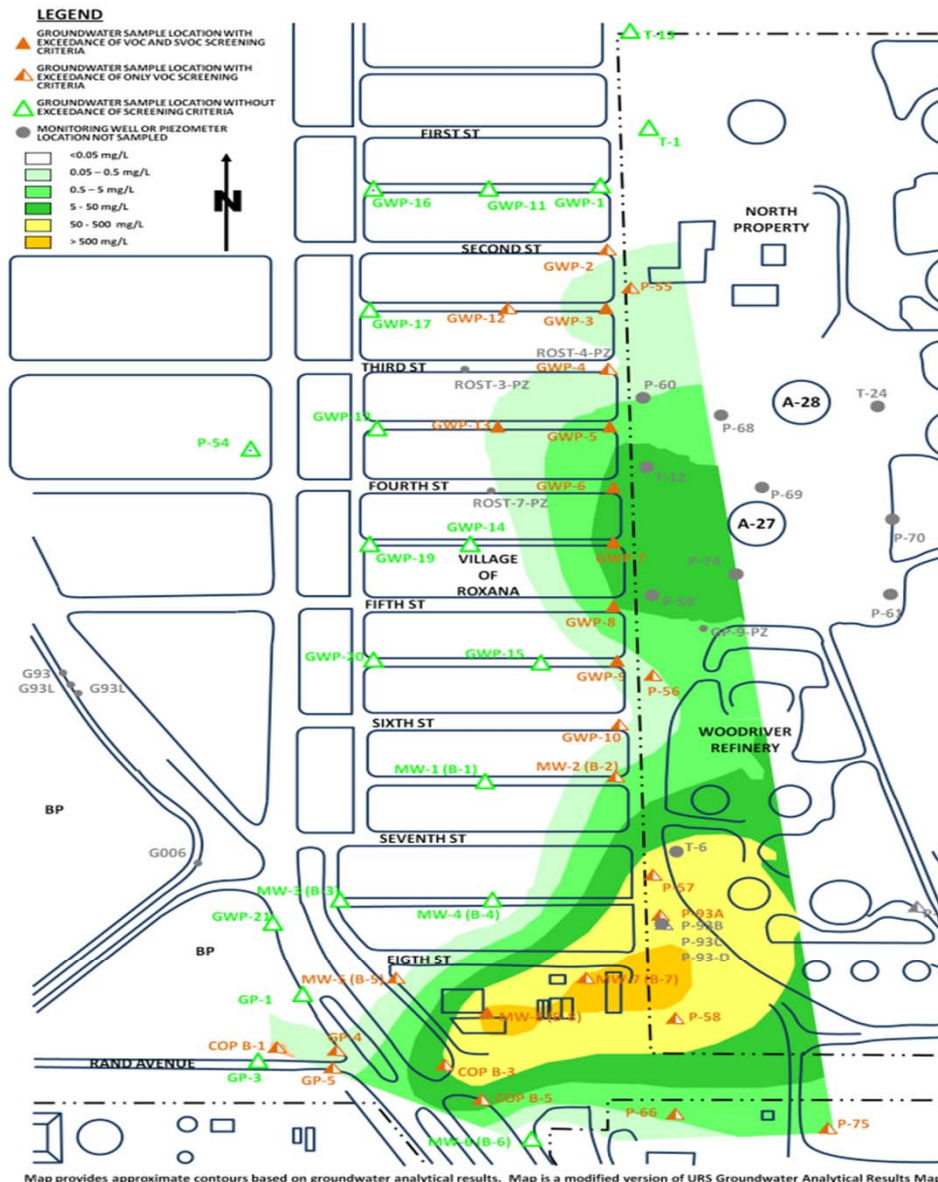 LEGEND
GROUNDWATER SAMPLE LOCATION WITH
EXCEEDANCE OF VOC AND SVOC SCREENING
CRITERIA
GROUNDWATER SAMPLE LOCATION WITH
EXCEEDANCE OF ONLY VOC SCREENING
CRITERIA
GROUNDWATER SAMPLE LOCATION WITHOUT
EXCEEDANCE OF SCREENING CRITERIA
MONITORING WELL OR PIEZOMETER
LOCATION NOT SAMPLED
<0.05 mg/L
0.05 – 0.5 mg/L
0.5 – 5 mg/L
5 - 50 mg/L
50 - 500 mg/L
> 500 mg/L
N
T-13
FIRST ST
T-1
GWP-16
GWP-11
GWP-1
NORTH
PROPERTY
SECOND ST
GWP-2
P-55
GWP-17
GWP-12
GWP-3
ROST-4-PZ
THIRD ST
GWP-4
ROST-3-PZ
P-60
A-28
T-24
P-68
GWP-13
GWP-5
P-54
T-12
FOURTH ST
GWP-6
P-69
ROST-7-PZ
A-27
GWP-14
P-70
GWP-19
VILLAGE
OF
ROXANA
GWP-7
P-74
P-59
P-61
FIFTH ST
GWP-8
GP-9-PZ
GWP-20
GWP-15
GWP-9
P-56
G93
G93L
G93L
SIXTH ST
GWP-10
WOODRIVER
REFINERY
MW-1 (B-1)
MW-2 (B-2)
BP
SEVENTH ST
G006
T-6
P-57
MW-3 (B-3)
MW-4 (B-4)
GWP-21
P-93A
P-93B
P-93C
P-93-D
BP
EIGTH ST
MW-5 (B-5)
MW-7 (B-7)
GP-1
P-58
COP B-1
GP-4
RAND AVENUE
GP-3
GP-5
COP B-3
COP B-5
P-66
P-75
MW-6 (B-6)
Map provides approximate contours based on groundwater analytical results. Map is a modified version of URS Groundwater Analytical Results Map